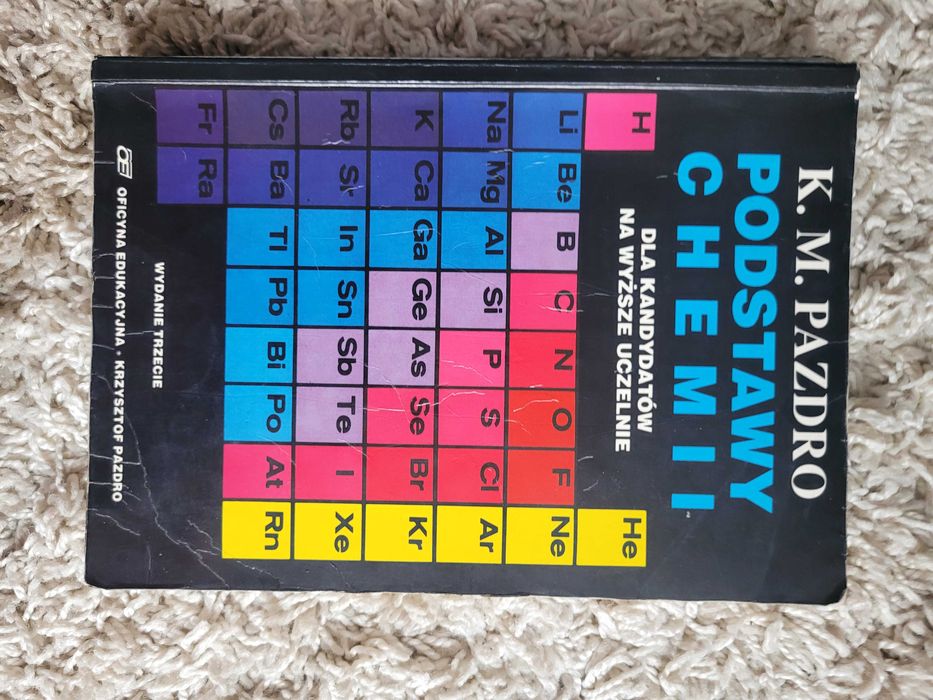 K. M. PAZDRO
PODSTAWY
CHEMII
DLA KANDYDATÓW
NA WYŻSZE UCZELNIE
H He
Li Be B C N O F Ne
Na Mg Al Si P S Cl Ar
K Ca Ga Ge As Se Br Kr
Rb Sr In Sn Sb Te I Xe
Cs Ba Tl Pb Bi Po At Rn
Fr Ra
WYDANIE TRZECIE
OE OFICYNA EDUKACYJNA • KRZYSZTOF PAZDRO